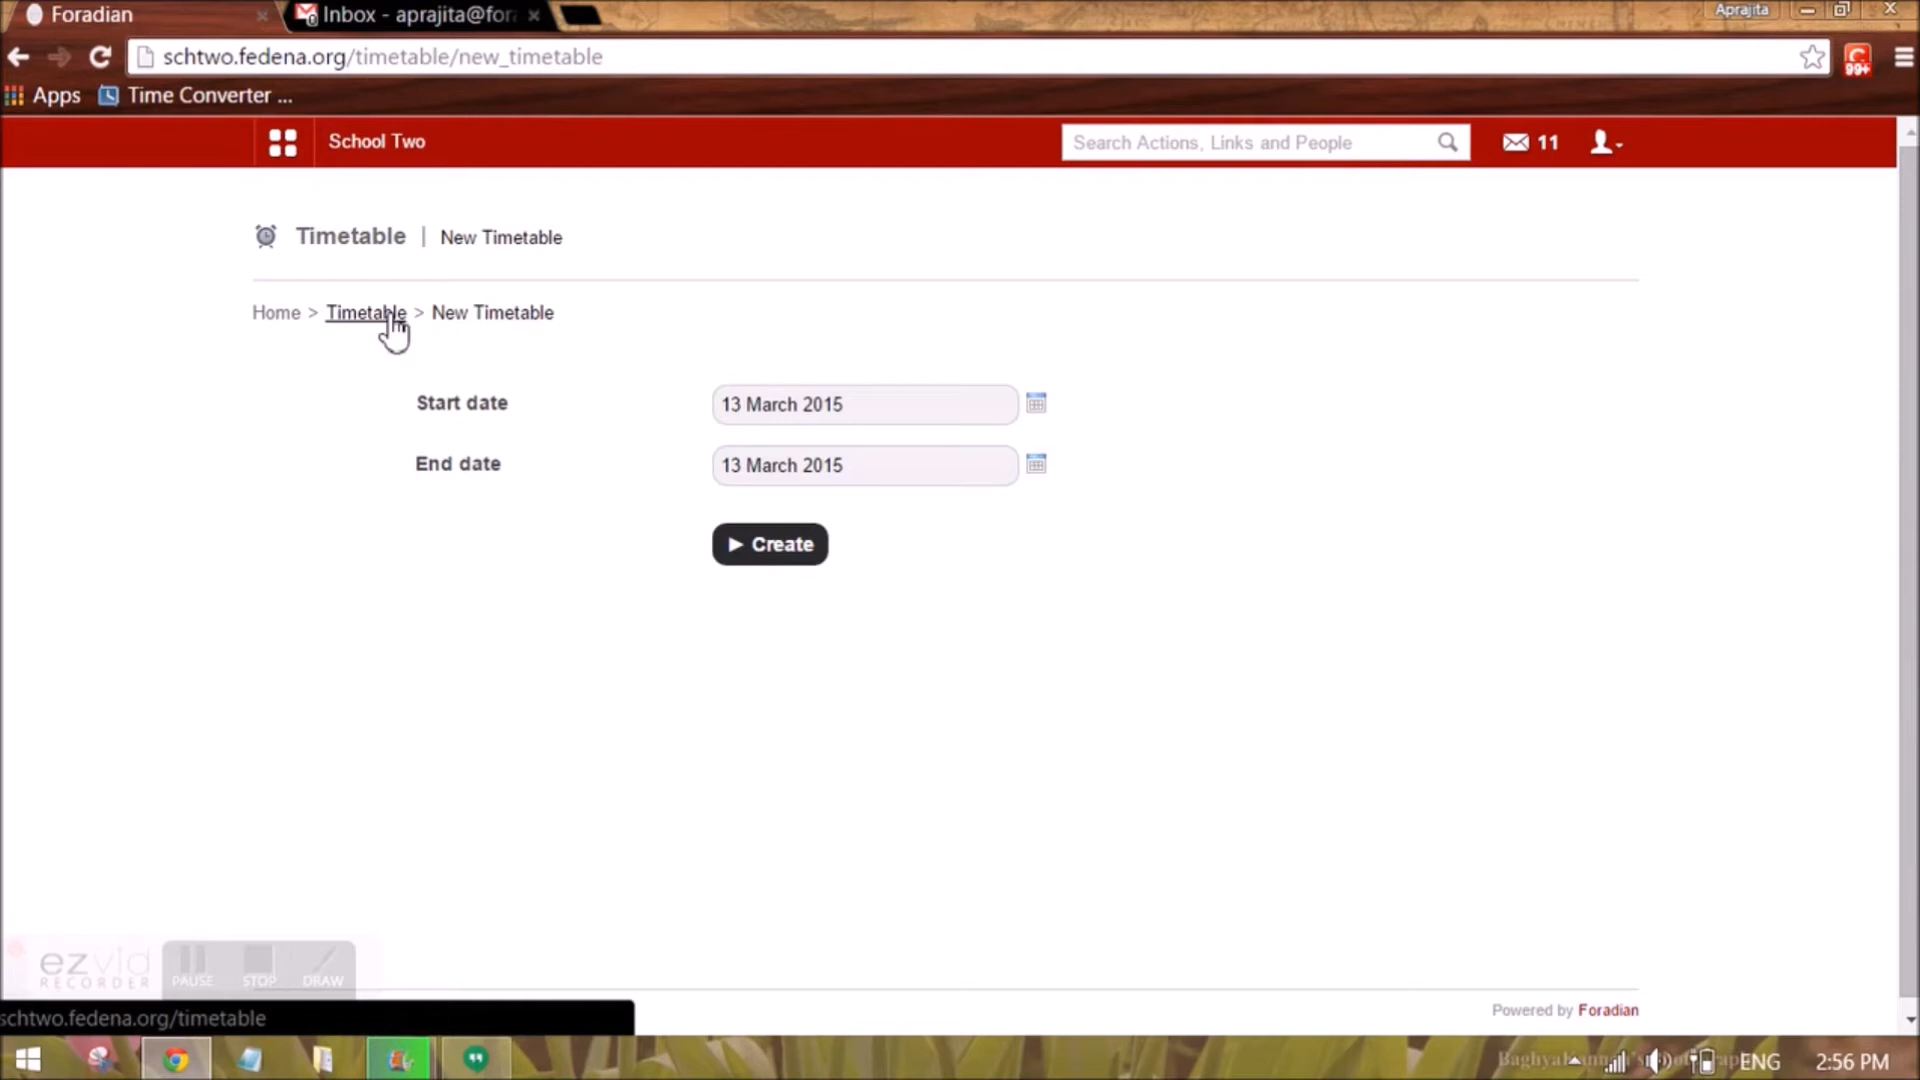 Foradian
Inbox - aprajita@for
Aprajita
schtwo.fedena.org/timetable/new_timetable
99+
Apps
Time Converter ...
School Two
Search Actions, Links and People
11
Timetable | New Timetable
Home > Timetable > New Timetable
Start date
13 March 2015
End date
13 March 2015
Create
ezvid
RECORDER
PAUSE
STOP
DRAW
Powered by Foradian
schtwo.fedena.org/timetable
ENG
2:56 PM